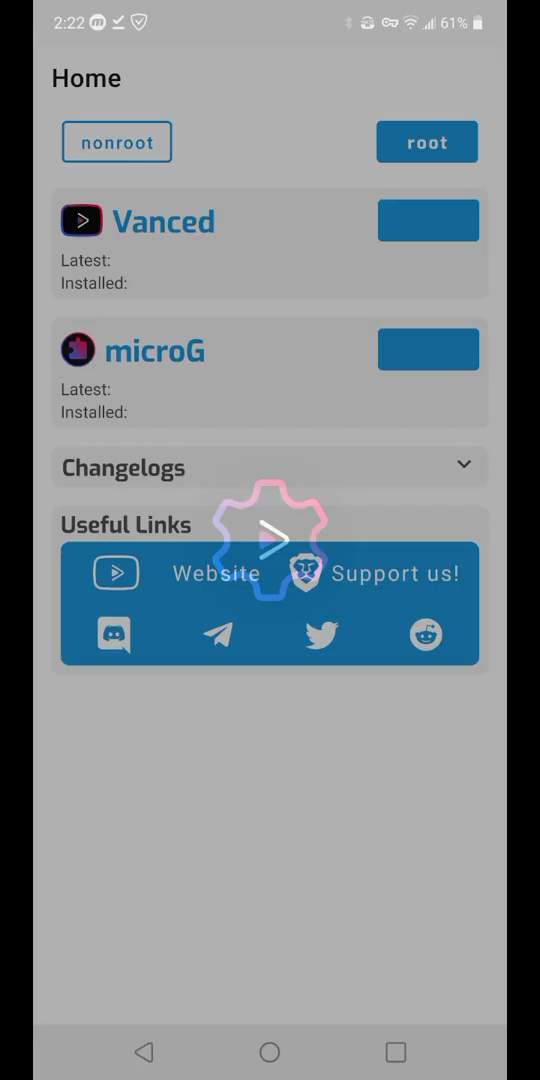 2:22 61%
Home
nonroot root
Vanced
Latest:
Installed:
microG
Latest:
Installed:
Changelogs
Useful Links
Website Support us!